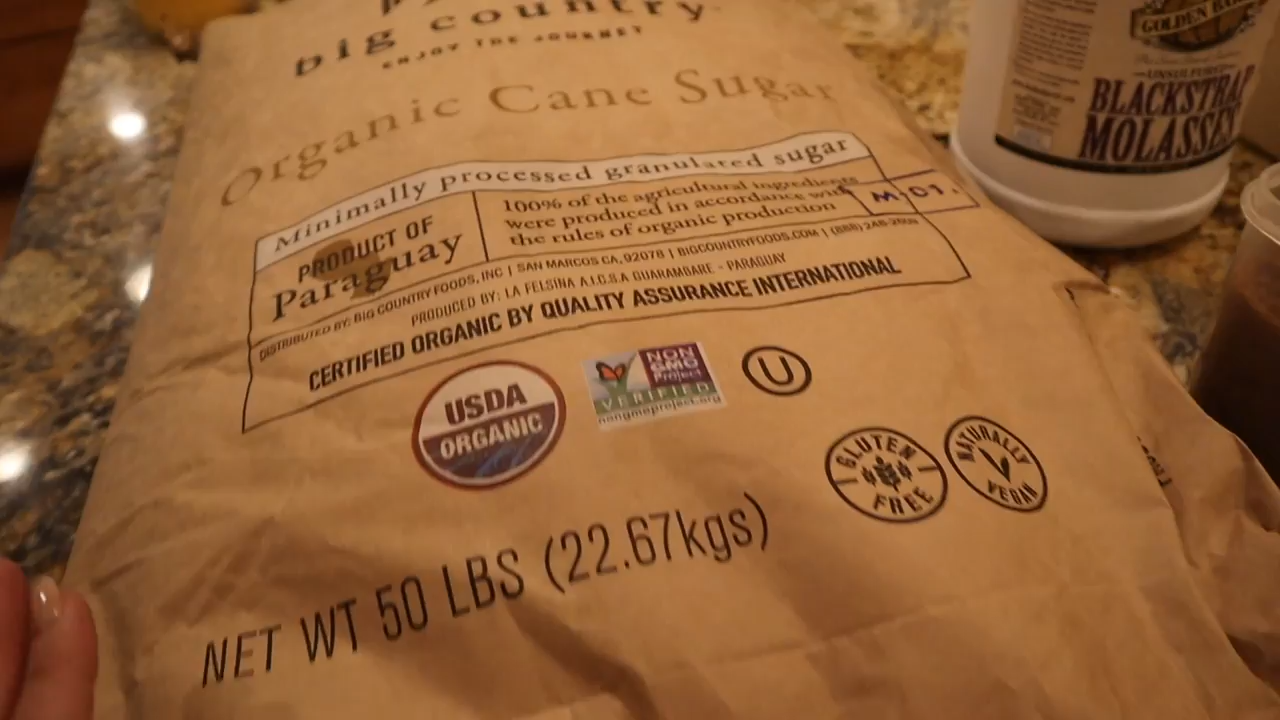 big country
ENJOY THE JOURNET
Organic Cane Sugar
Minimally processed granulated sugar
PRODUCT OF
Paraguay
100% of the agricultural ingredients
were produced in accordance with
the rules of organic production
M-01.
DISTRIBUTED BY: BIG COUNTRY FOODS, INC | SAN MARCOS CA, 92078 | BIGCOUNTRYFOODS.COM | (888) 248-
PRODUCED BY: LA FELSINA A.I.C.S.A GUARAMBARE - PARAGUAY
CERTIFIED ORGANIC BY QUALITY ASSURANCE INTERNATIONAL
USDA
ORGANIC
NON
GMO
Project
VERIFIED
nongmoproject.org
U
GLUTEN
FREE
NATURALLY
VEGAN
NET WT 50 LBS (22.67kgs)
GOLDEN
UNSULFURED
BLACKSTRAP
MOLASSES